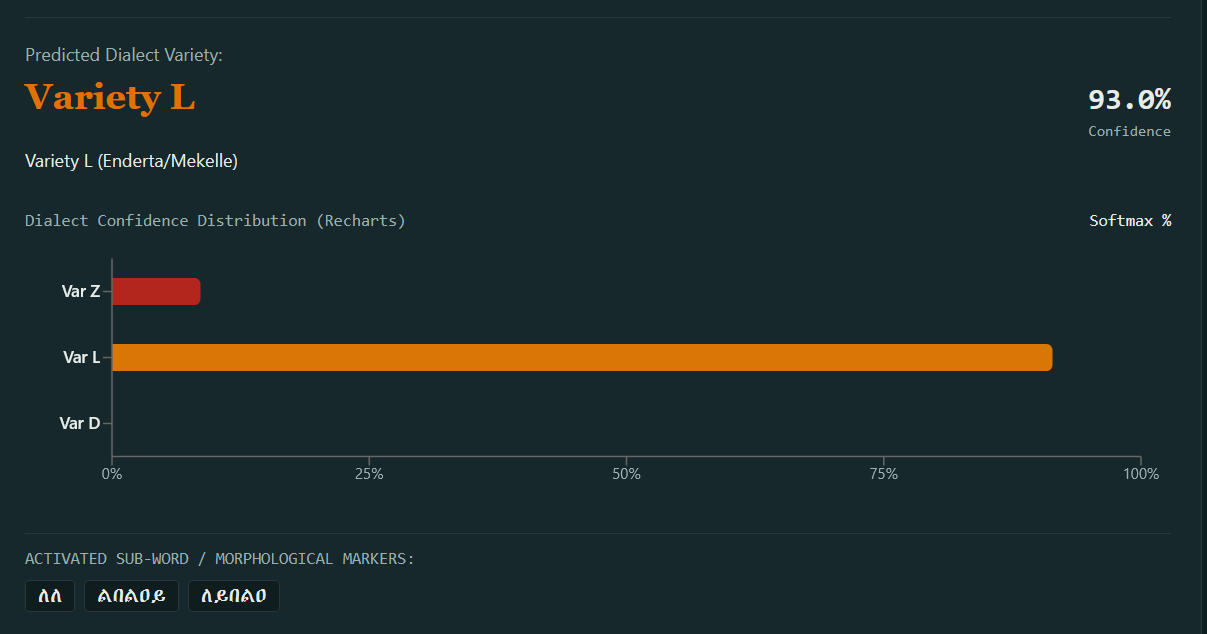 Predicted Dialect Variety:
Variety L
93.0%
Confidence
Variety L (Enderta/Mekelle)
Dialect Confidence Distribution (Recharts)
Softmax %
Var Z
Var L
Var D
0% 25% 50% 75% 100%
ACTIVATED SUB-WORD / MORPHOLOGICAL MARKERS:
ለለ ልበልዐይ ለይበልዐ